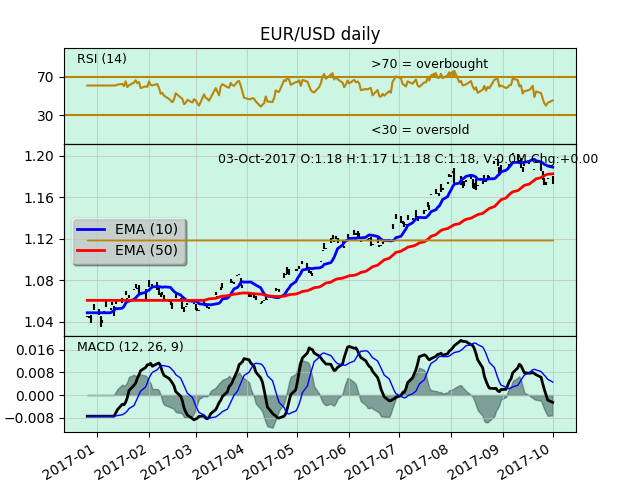 EUR/USD daily
RSI (14)
>70 = overbought
70
30
<30 = oversold
03-Oct-2017 O:1.18 H:1.17 L:1.18 C:1.18, V:0.0M Chg:+0.00
1.20
1.16
1.12
1.08
1.04
EMA (10)
EMA (50)
MACD (12, 26, 9)
0.016
0.008
0.000
−0.008
2017-01
2017-02
2017-03
2017-04
2017-05
2017-06
2017-07
2017-08
2017-09
2017-10